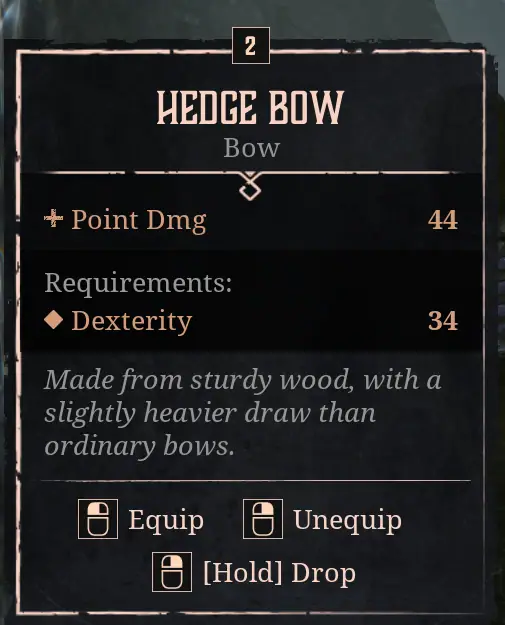 2
HEDGE BOW
Bow
Point Dmg 44
Requirements:
Dexterity 34
Made from sturdy wood, with a
slightly heavier draw than
ordinary bows.
Equip Unequip
[Hold] Drop